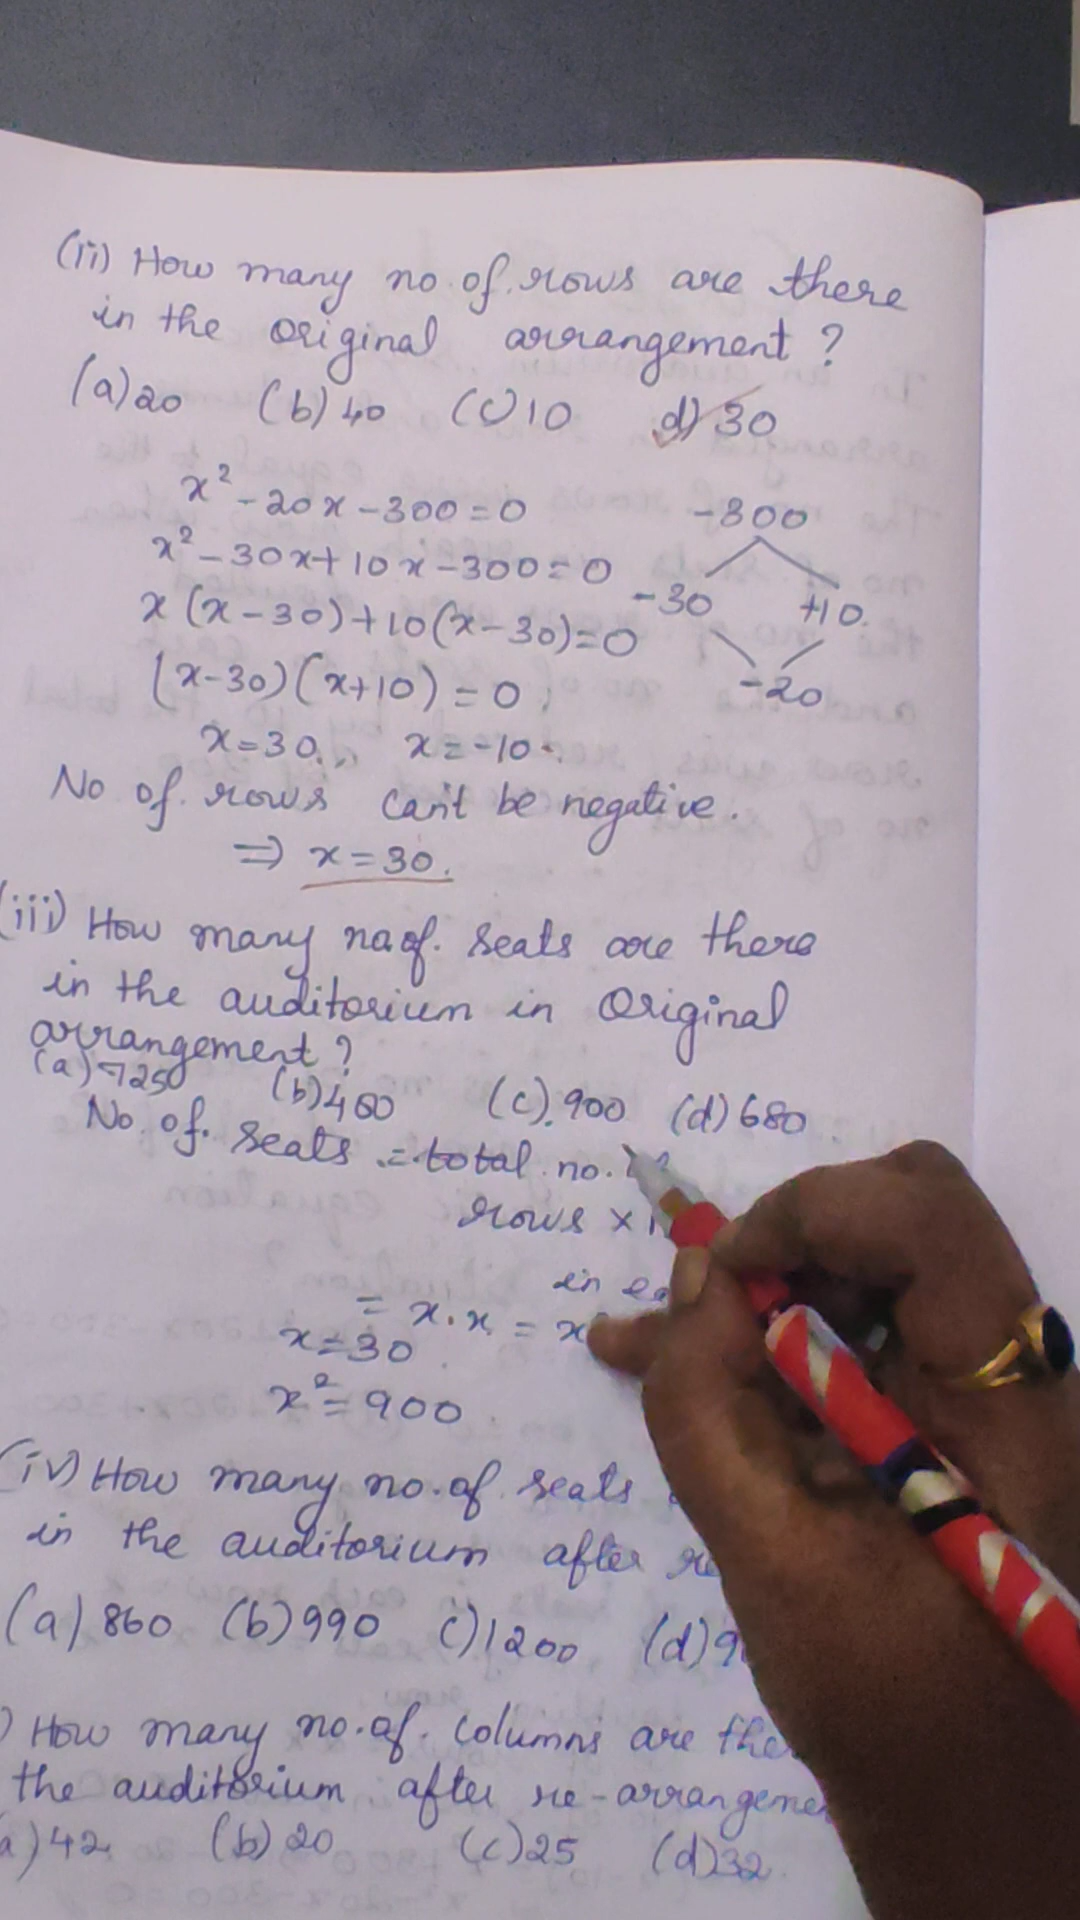 (ii) How many no. of. rows are there
in the original arrangement ?
(a) 20 (b) 40 (c) 10 d) 30
x² - 20x - 300 = 0
-300
x² - 30x + 10x - 300 = 0
-30 +10
x (x - 30) + 10 (x - 30) = 0
(x - 30) (x + 10) = 0
-20
x = 30, x = -10
No of. rows can't be negative.
⇒ x = 30.
(iii) How many no of. seats are there
in the auditorium in Original
arrangement ?
(a) 7250 (b) 460 (c). 900 (d) 680
No. of. seats = total no.
rows ×
in
= x . x = x
x = 30
x² = 900
(iv) How many no. of seats
in the auditorium after
(a) 860 (b) 990 c) 1200 (d)
) How many no. of. columns are
the auditorium after re-arrangemen
a) 42 (b) 20 (c) 25 (d) 32